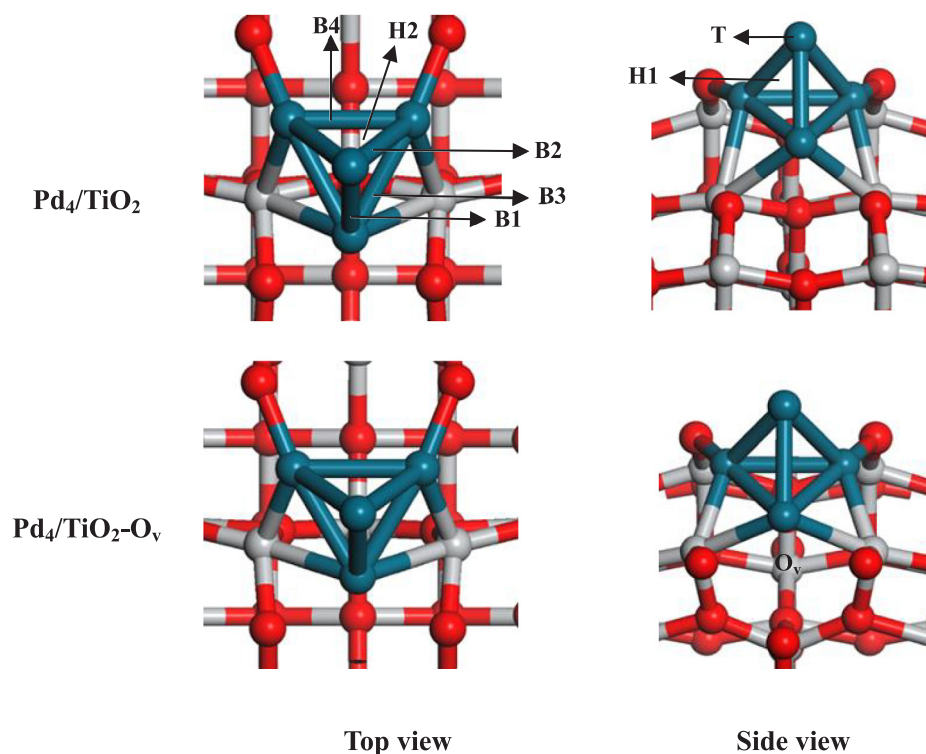 B4
H2
T
H1
B2
Pd₄/TiO₂
B3
B1
Pd₄/TiO₂-Oᵥ
Oᵥ
Top view
Side view